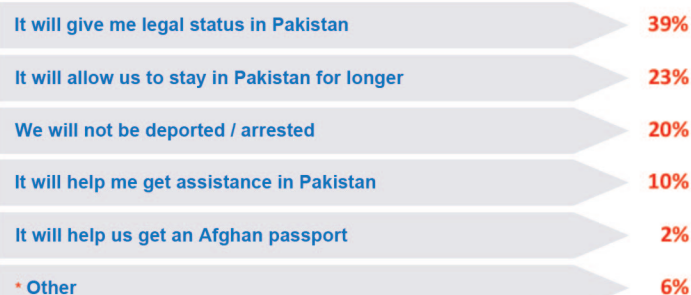 It will give me legal status in Pakistan 39%
It will allow us to stay in Pakistan for longer 23%
We will not be deported / arrested 20%
It will help me get assistance in Pakistan 10%
It will help us get an Afghan passport 2%
* Other 6%